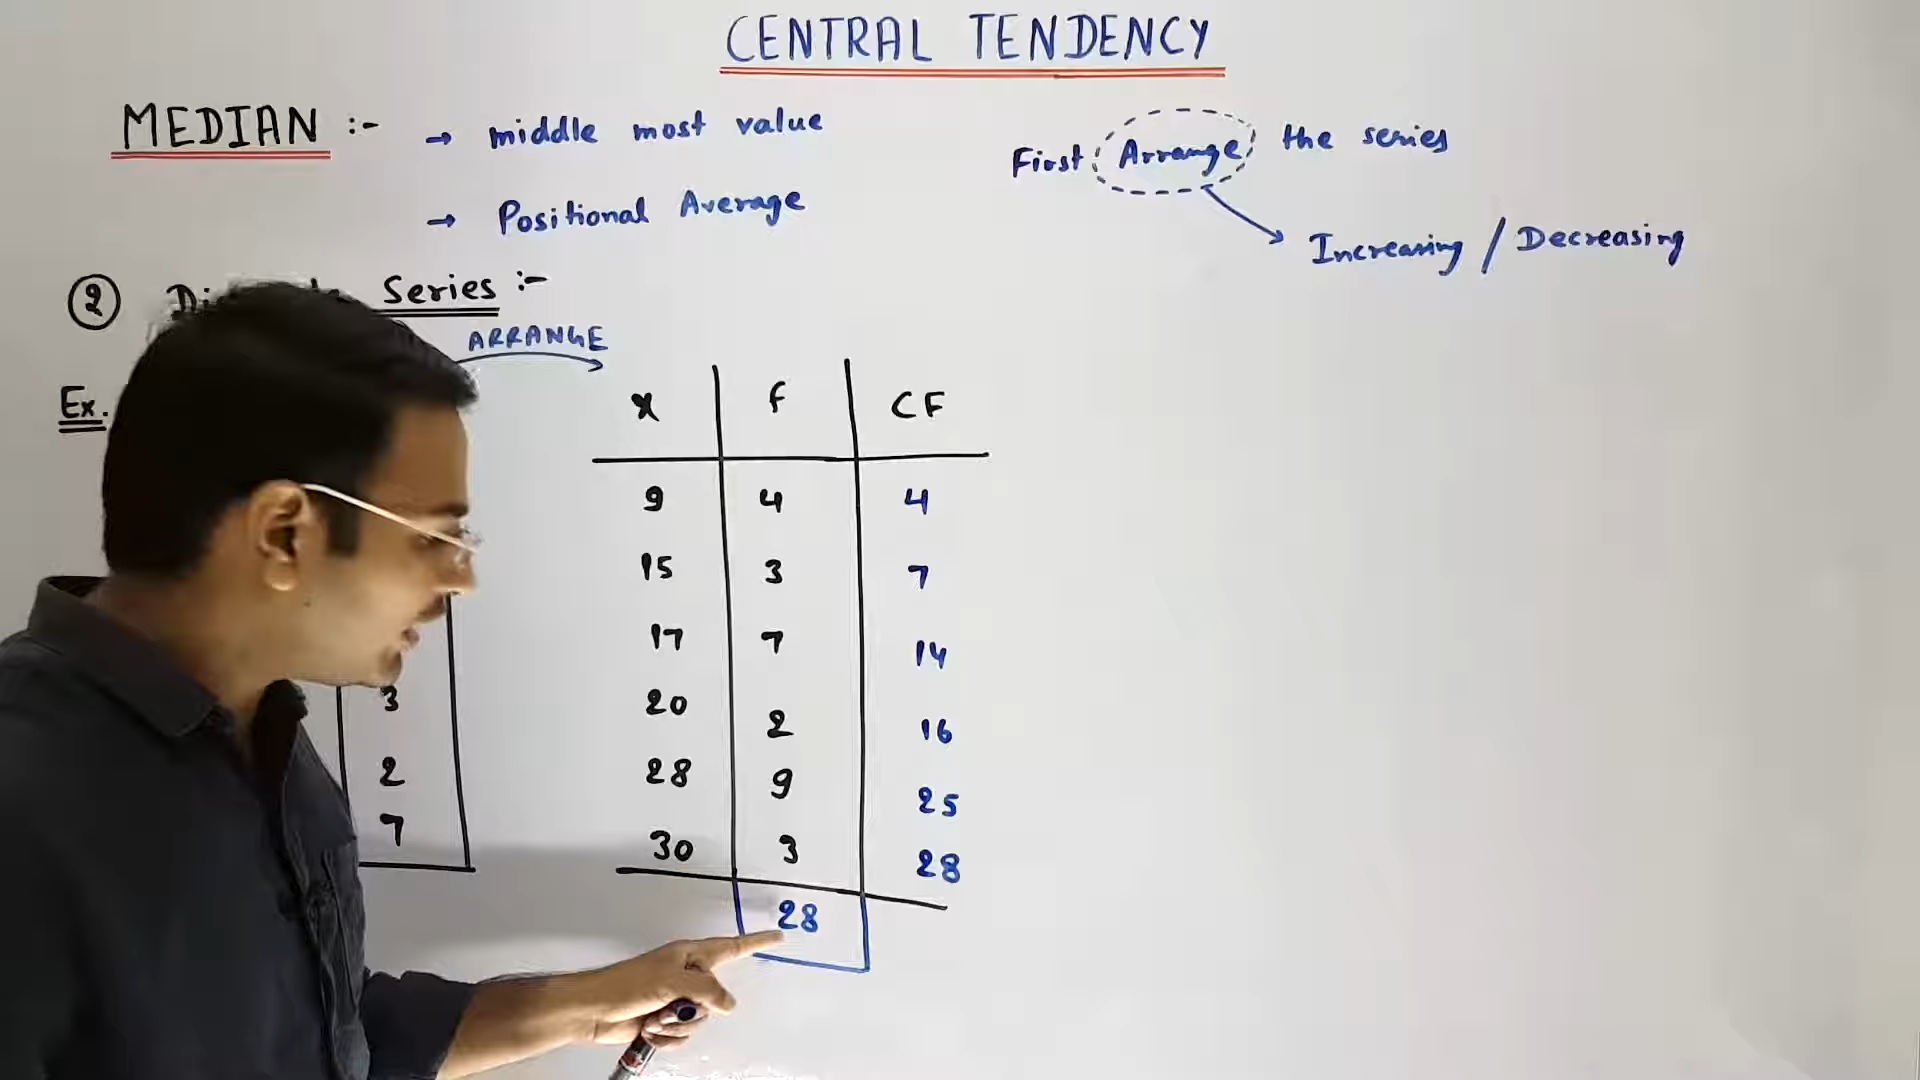 CENTRAL TENDENCY
MEDIAN :- → middle most value
→ Positional Average
First Arrange the series
Increasing / Decreasing
② Series :-
ARRANGE
Ex.
3
2
7
x f CF
9 4 4
15 3 7
17 7 14
20 2 16
28 9 25
30 3 28
28